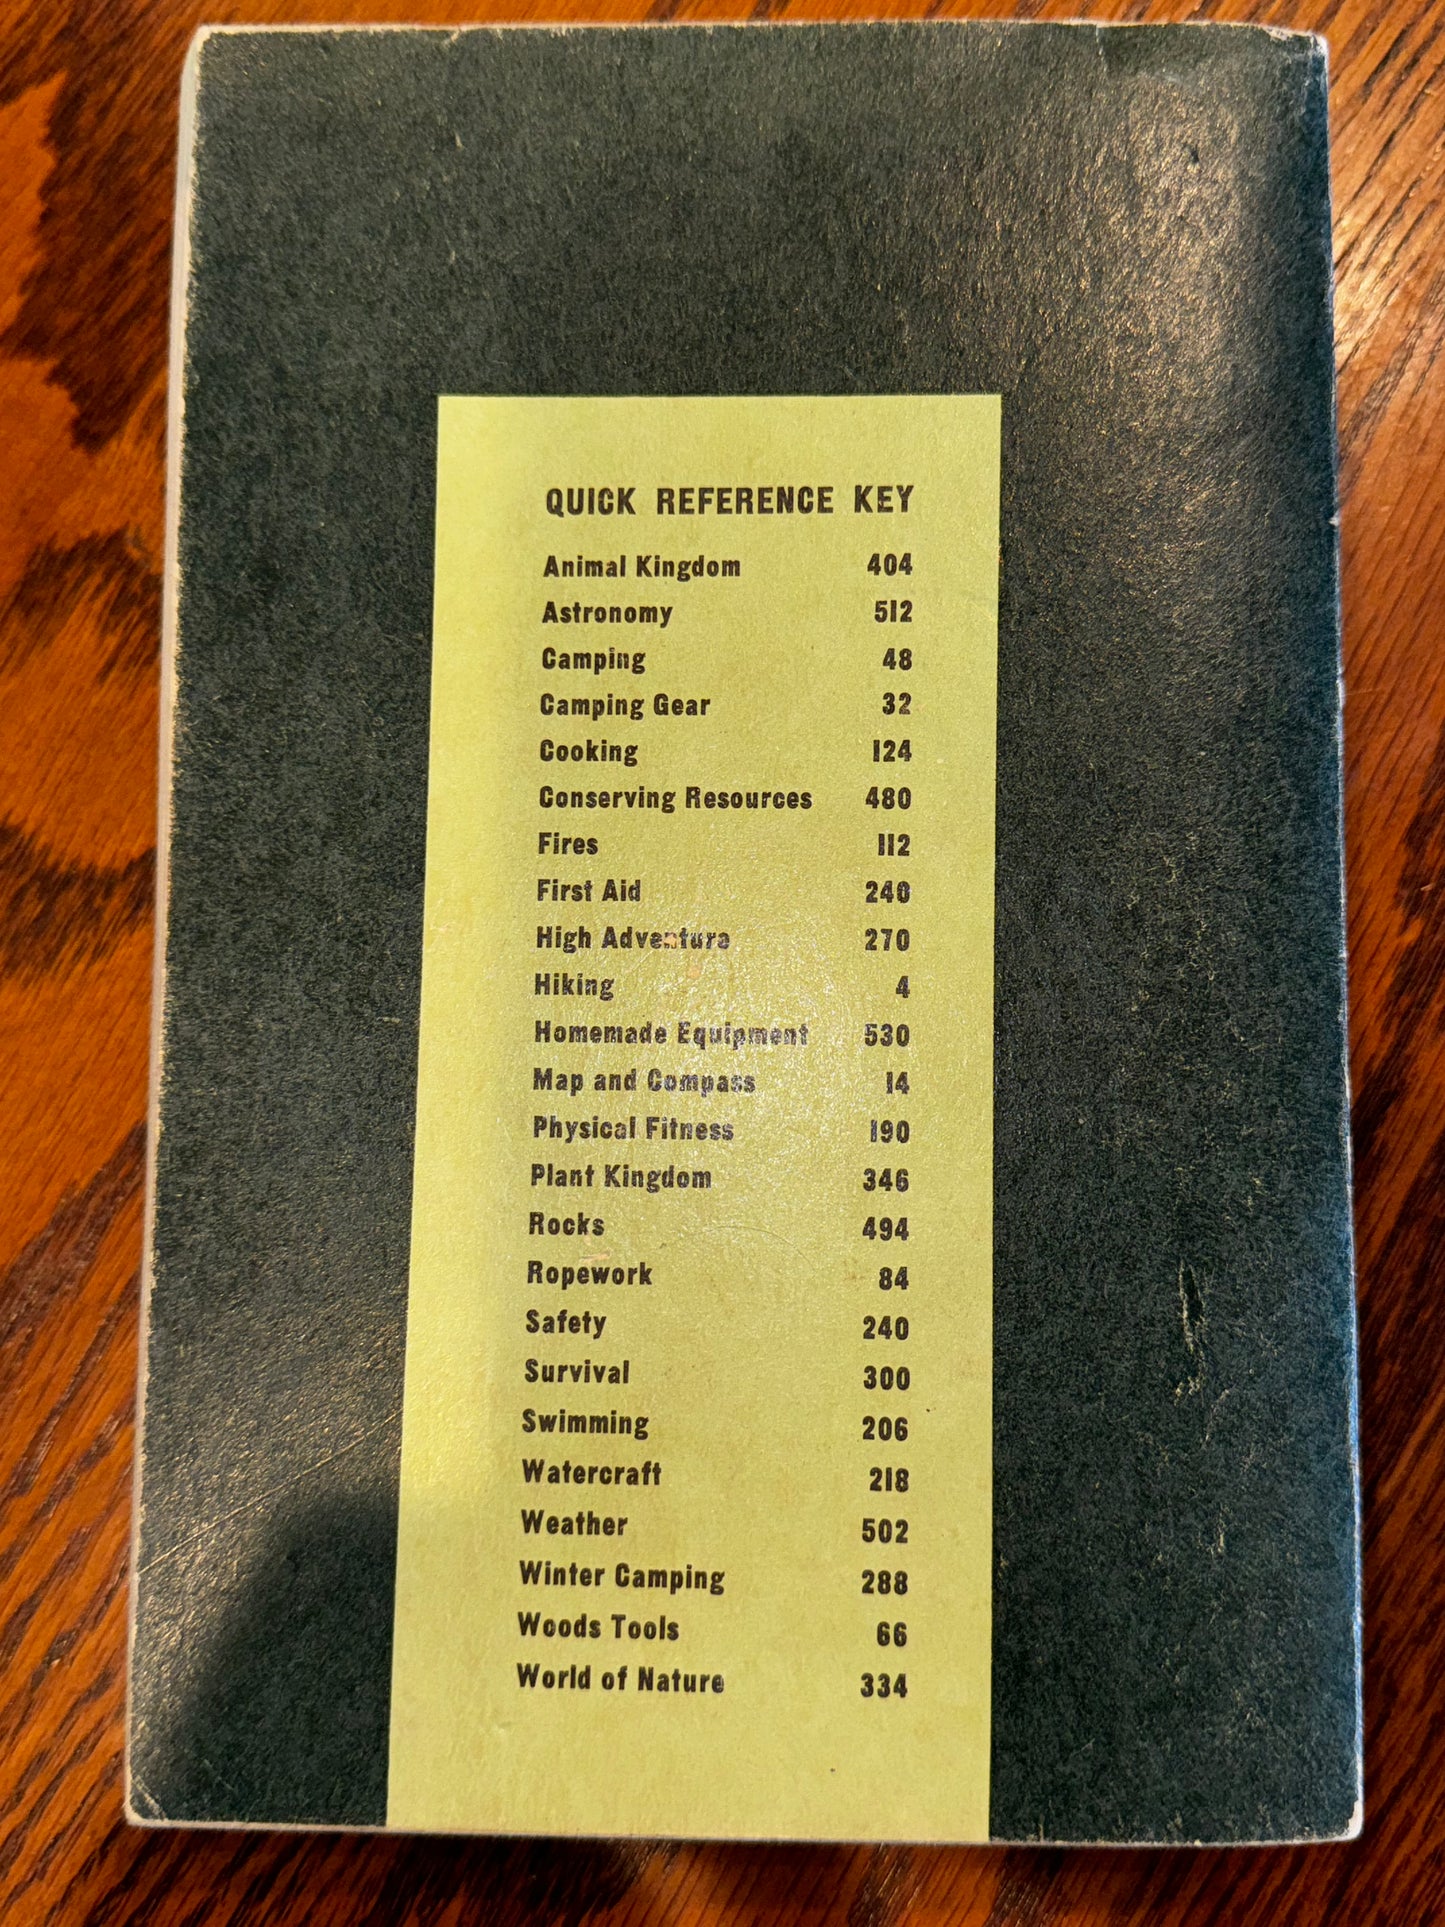 QUICK REFERENCE KEY
Animal Kingdom 404
Astronomy 512
Camping 48
Camping Gear 32
Cooking 124
Conserving Resources 480
Fires 112
First Aid 240
High Adventure 270
Hiking 4
Homemade Equipment 530
Map and Compass 14
Physical Fitness 190
Plant Kingdom 346
Rocks 494
Ropework 84
Safety 240
Survival 300
Swimming 206
Watercraft 218
Weather 502
Winter Camping 288
Woods Tools 66
World of Nature 334